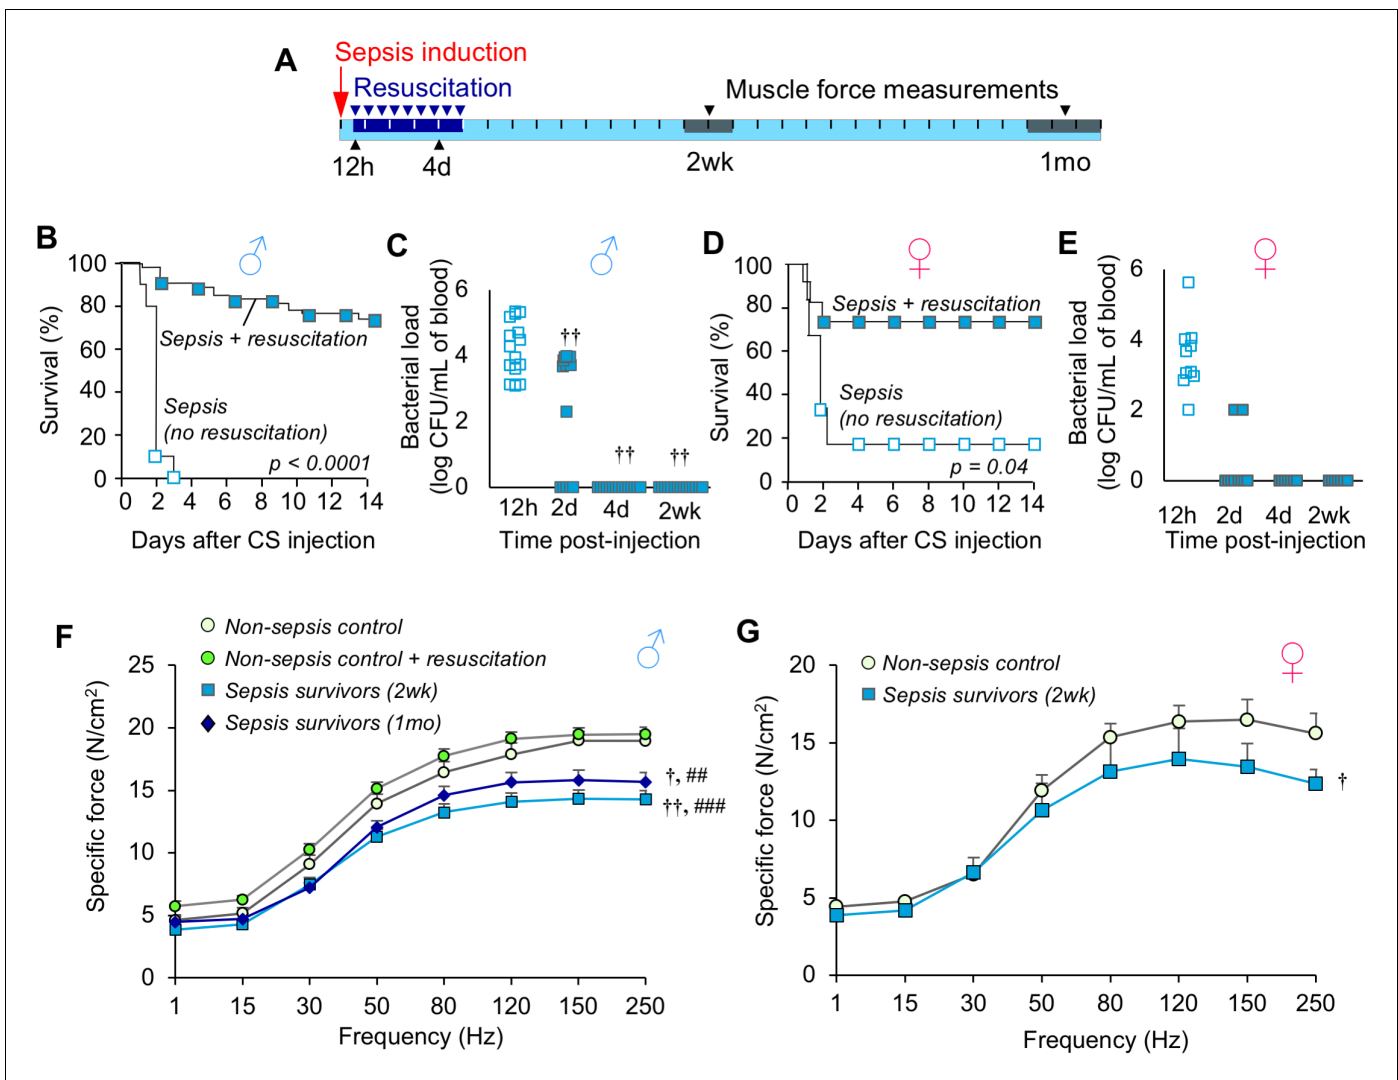 A
Sepsis induction
Resuscitation
Muscle force measurements
12h
4d
2wk
1mo
B
100
80
60
40
20
0
Survival (%)
Sepsis + resuscitation
Sepsis
(no resuscitation)
p < 0.0001
0 2 4 6 8 10 12 14
Days after CS injection
C
6
4
2
0
Bacterial load
(log CFU/mL of blood)
††
††
††
12h 2d 4d 2wk
Time post-injection
D
100
80
60
40
20
0
Survival (%)
Sepsis + resuscitation
Sepsis
(no resuscitation)
p = 0.04
0 2 4 6 8 10 12 14
Days after CS injection
E
6
4
2
0
Bacterial load
(log CFU/mL of blood)
12h 2d 4d 2wk
Time post-injection
F
Non-sepsis control
Non-sepsis control + resuscitation
Sepsis survivors (2wk)
Sepsis survivors (1mo)
25
20
15
10
5
0
Specific force (N/cm²)
†, ##
††, ###
1 15 30 50 80 120 150 250
Frequency (Hz)
G
Non-sepsis control
Sepsis survivors (2wk)
20
15
10
5
0
Specific force (N/cm²)
†
1 15 30 50 80 120 150 250
Frequency (Hz)